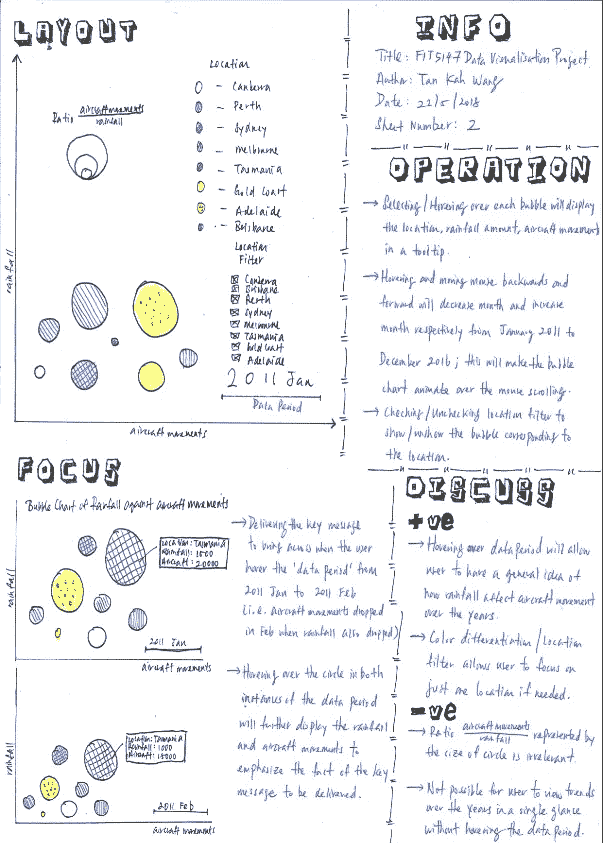 LAYOUT
rainfall
Ratio aircraft movements
rainfall
Location
- Canberra
- Perth
- Sydney
- Melbourne
- Tasmania
- Gold Coast
- Adelaide
- Brisbane
Location
Filter
Canberra
Brisbane
Perth
Sydney
Melbourne
Tasmania
Gold Coast
Adelaide
2011 Jan
Data Period
aircraft movements
INFO
Title: FIT5147 Data Visualisation Project
Author: Tan Kah Wang
Date: 22/5/2018
Sheet Number: 2
OPERATION
→ Selecting/Hovering over each bubble will display
the location, rainfall amount, aircraft movement
in a tooltip.
→ Hovering and moving mouse backwards and
forward will decrease month and increase
month respectively from January 2011 to
December 2016; this will make the bubble
chart animate over the mouse scrolling.
→ Checking/Unchecking location filter to
show/unshow the bubble corresponding to
the location.
FOCUS
Bubble Chart of Rainfall against aircraft movements
rainfall
Location: Tasmania
Rainfall: 1500
Aircraft: 20000
2011 Jan
aircraft movements
rainfall
Location: Tasmania
Rainfall: 1000
Aircraft: 15000
2011 Feb
aircraft movements
→ Delivering the key message
to bring across when the user
hover the 'data period' from
2011 Jan to 2011 Feb
(i.e. aircraft movements dropped
in Feb when rainfall also dropped)
→ Hovering over the circle in both
instances of the data period
will further display the rainfall
and aircraft movements to
emphasize the fact of the key
message to be delivered.
DISCUSS
+ve
→ Hovering over data period will allow
user to have a general idea of
how rainfall affect aircraft movement
over the years.
→ Color differentiation / Location
filter allows user to focus on
just one location if needed.
-ve
→ Ratio aircraft movements
rainfall represented by
the size of circle is irrelevant.
→ Not possible for user to view trends
over the years in a single glance
without hovering the data period.